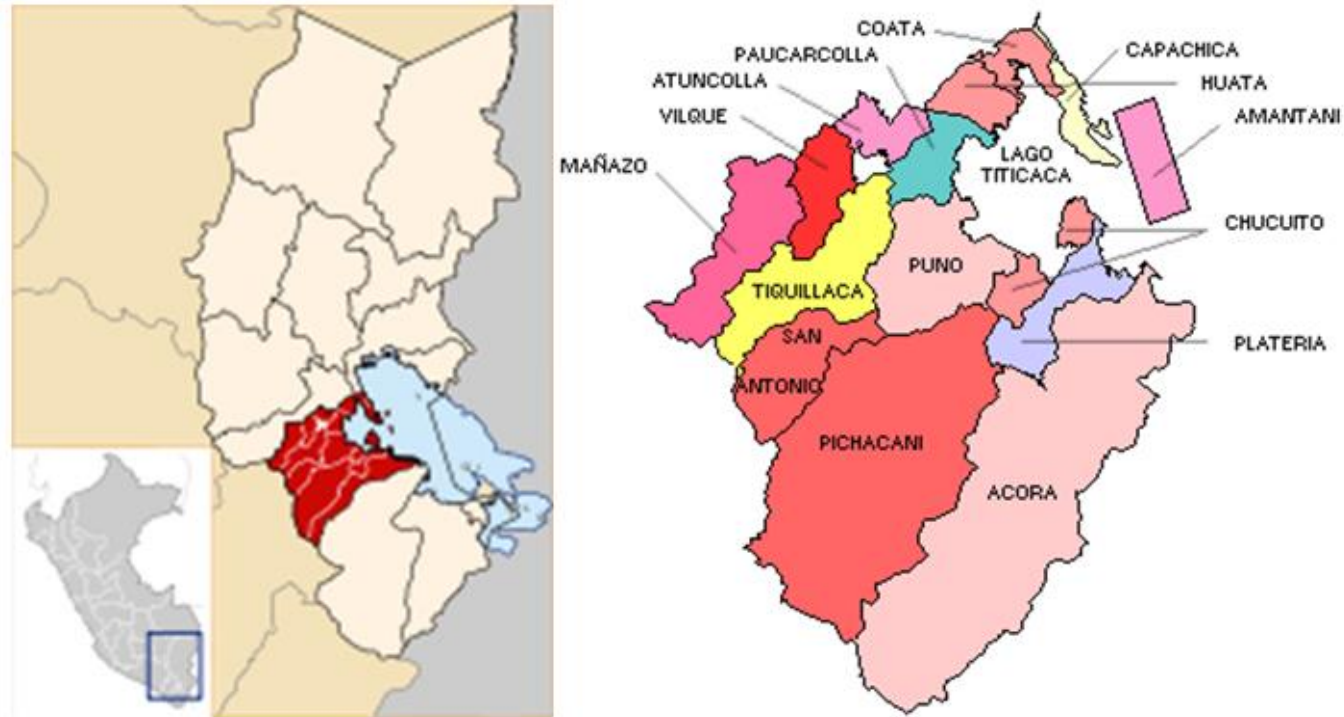 COATA
CAPACHICA
PAUCARCOLLA
HUATA
ATUNCOLLA
AMANTANI
VILQUE
LAGO
TITICACA
MAÑAZO
CHUCUITO
PUNO
TIQUILLACA
SAN
ANTONIO
PLATERIA
PICHACANI
ACORA